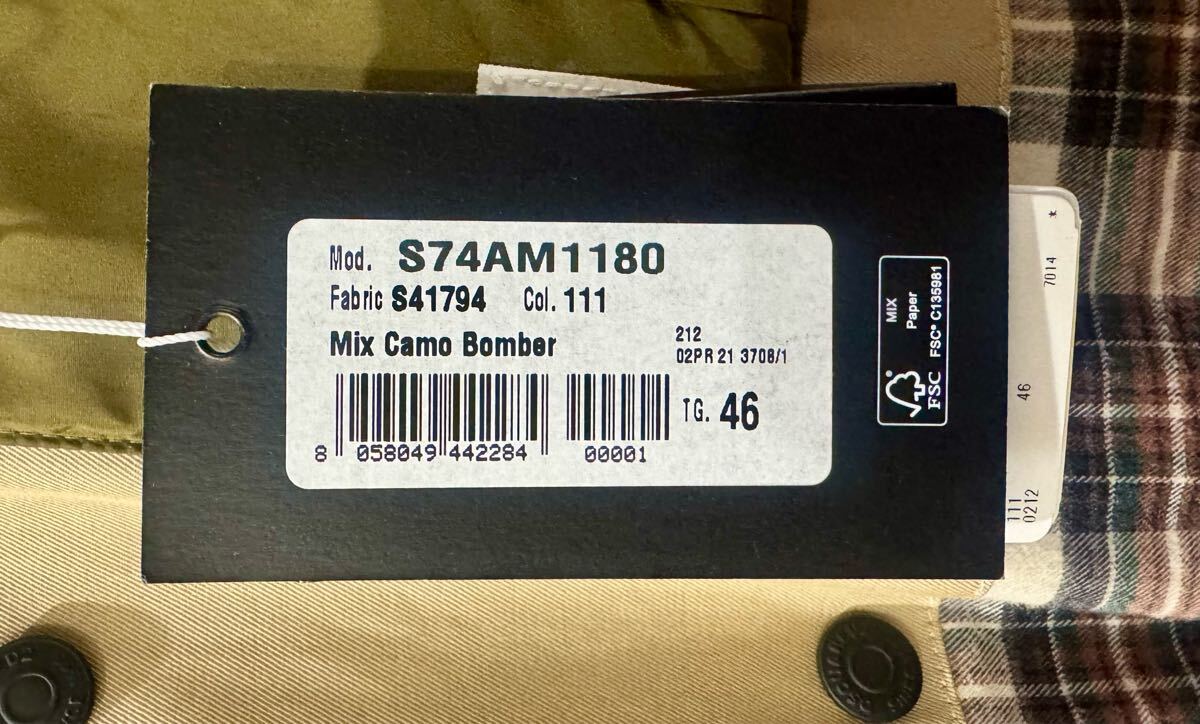 Mod. S74AM1180
Fabric S41794 Col. 111
Mix Camo Bomber
212
02PR 21 3708/1
TG. 46
8 058049 442284 00001
MIX
Paper
FSC® C135981
FSC
*
7014
46
111
0212
D2